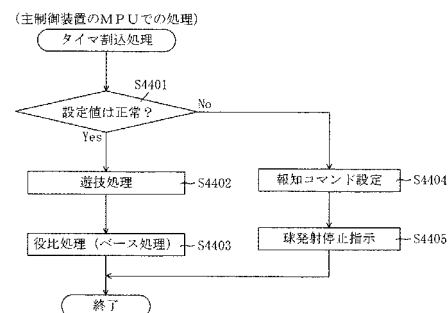 (主制御装置のMPUでの処理)
タイマ割込処理
S4401
設定値は正常?
No
Yes
遊技処理
S4402
報知コマンド設定
S4404
役比処理(ベース処理)
S4403
球発射停止指示
S4405
終了